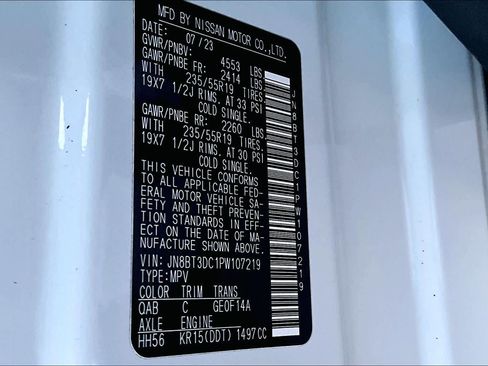 MFD BY NISSAN MOTOR CO.,LTD.
DATE: 07/23
GVWR/PNBV: 4553 LBS
GAWR/PNBE FR: 2414 LBS
WITH 235/55R19 TIRES.
19X7 1/2J RIMS. AT 33 PSI
COLD SINGLE.
GAWR/PNBE RR: 2260 LBS
WITH 235/55R19 TIRES.
19X7 1/2J RIMS. AT 30 PSI
COLD SINGLE.
THIS VEHICLE CONFORMS
TO ALL APPLICABLE FED-
ERAL MOTOR VEHICLE SA-
FETY AND THEFT PREVEN-
TION STANDARDS IN EFF-
ECT ON THE DATE OF MA-
NUFACTURE SHOWN ABOVE.
VIN: JN8BT3DC1PW107219
TYPE:MPV
COLOR TRIM TRANS
QAB C GE0F14A
AXLE ENGINE
HH56 KR15(DDT) 1497CC
JN8BT3DC1PW107219